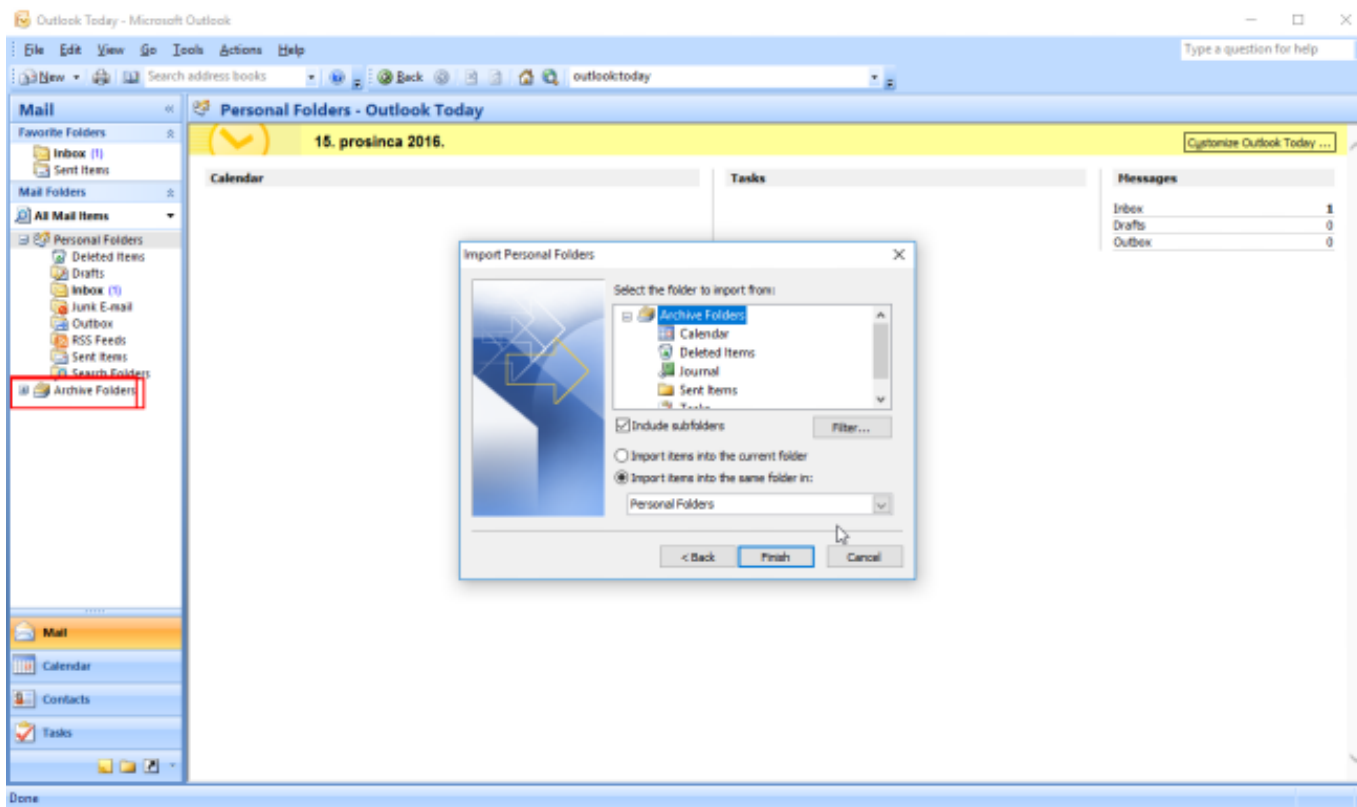 Outlook Today - Microsoft Outlook
File Edit View Go Tools Actions Help
Type a question for help
New Search address books Back outlook:today
Mail
Personal Folders - Outlook Today
Favorite Folders
Inbox (1)
Sent Items
Mail Folders
All Mail Items
Personal Folders
Deleted Items
Drafts
Inbox (1)
Junk E-mail
Outbox
RSS Feeds
Sent Items
Search Folders
Archive Folders
15. prosinca 2016.
Customize Outlook Today ...
Calendar
Tasks
Messages
Inbox 1
Drafts 0
Outbox 0
Import Personal Folders
Select the folder to import from:
Archive Folders
Calendar
Deleted Items
Journal
Sent Items
Tasks
Include subfolders
Filter...
Import items into the current folder
Import items into the same folder in:
Personal Folders
< Back Finish Cancel
Mail
Calendar
Contacts
Tasks
Done